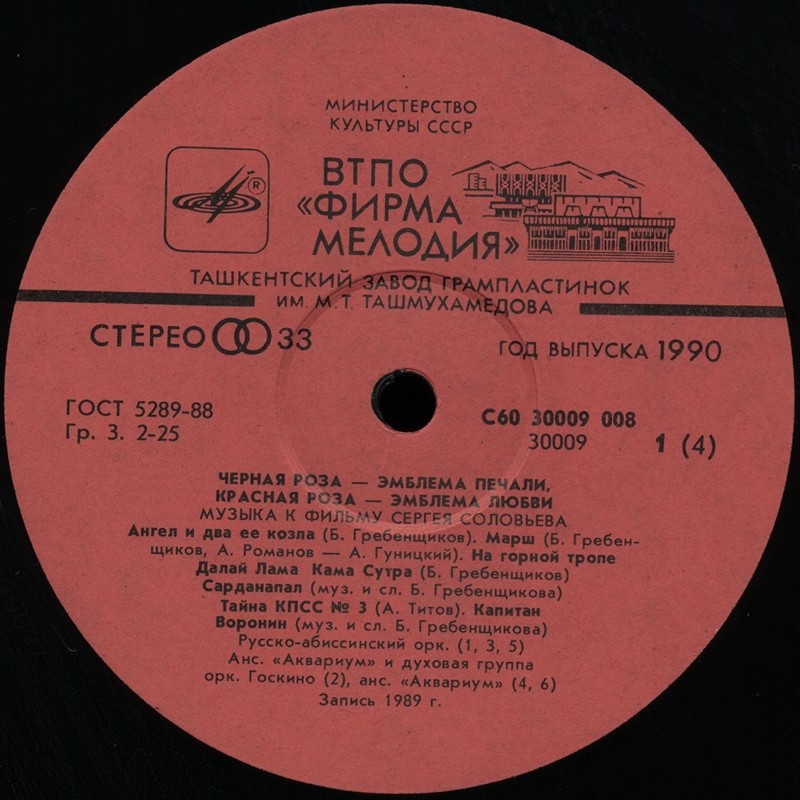 МИНИСТЕРСТВО
КУЛЬТУРЫ СССР
ВТПО
«ФИРМА
МЕЛОДИЯ»
®
ТАШКЕНТСКИЙ ЗАВОД ГРАМПЛАСТИНОК
ИМ. М. Т. ТАШМУХАМЕДОВА
СТЕРЕО 33
ГОД ВЫПУСКА 1990
ГОСТ 5289-88
Гр. 3. 2-25
С60 30009 008
30009
1 (4)
ЧЕРНАЯ РОЗА — ЭМБЛЕМА ПЕЧАЛИ,
КРАСНАЯ РОЗА — ЭМБЛЕМА ЛЮБВИ
МУЗЫКА К ФИЛЬМУ СЕРГЕЯ СОЛОВЬЕВА
Ангел и два ее козла (Б. Гребенщиков). Марш (Б. Гребен-
щиков, А. Романов — А. Гуницкий). На горной тропе
Далай Лама Кама Сутра (Б. Гребенщиков)
Сарданапал (муз. и сл. Б. Гребенщикова)
Тайна КПСС № 3 (А. Титов). Капитан
Воронин (муз. и сл. Б. Гребенщикова)
Русско-абиссинский орк. (1, 3, 5)
Анс. «Аквариум» и духовая группа
орк. Госкино (2), анс. «Аквариум» (4, 6)
Запись 1989 г.